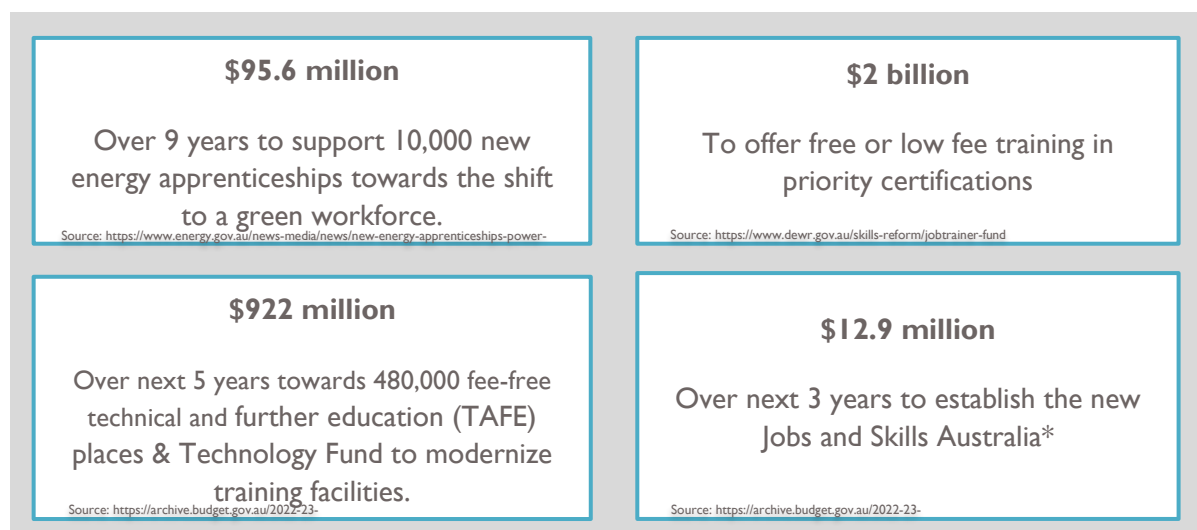 $95.6 million
Over 9 years to support 10,000 new
energy apprenticeships towards the shift
to a green workforce.
Source: https://www.energy.gov.au/news-media/news/new-energy-apprenticeships-power-
$2 billion
To offer free or low fee training in
priority certifications
Source: https://www.dewr.gov.au/skills-reform/jobtrainer-fund
$922 million
Over next 5 years towards 480,000 fee-free
technical and further education (TAFE)
places & Technology Fund to modernize
training facilities.
Source: https://archive.budget.gov.au/2022-23-
$12.9 million
Over next 3 years to establish the new
Jobs and Skills Australia*
Source: https://archive.budget.gov.au/2022-23-